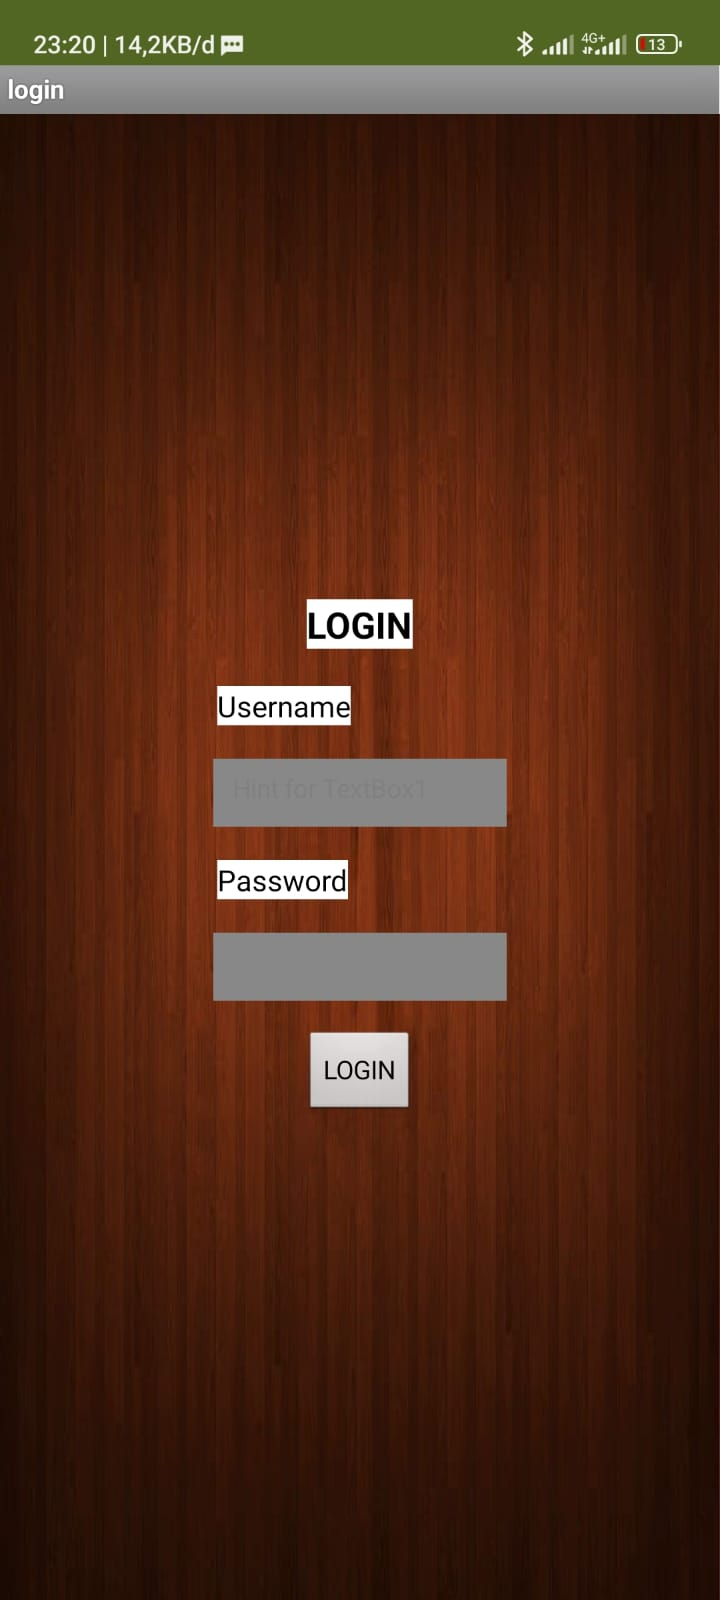 23:20 | 14,2KB/d
4G+
13
login
LOGIN
Username
Hint for TextBox1
Password
LOGIN